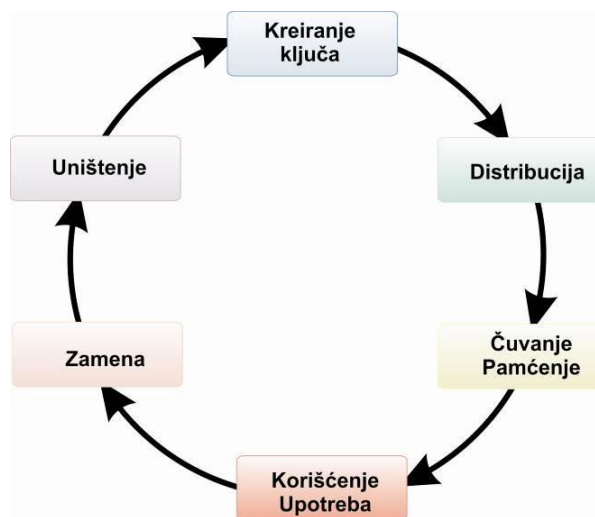 Kreiranje
ključa
Distribucija
Čuvanje
Pamćenje
Korišćenje
Upotreba
Zamena
Uništenje